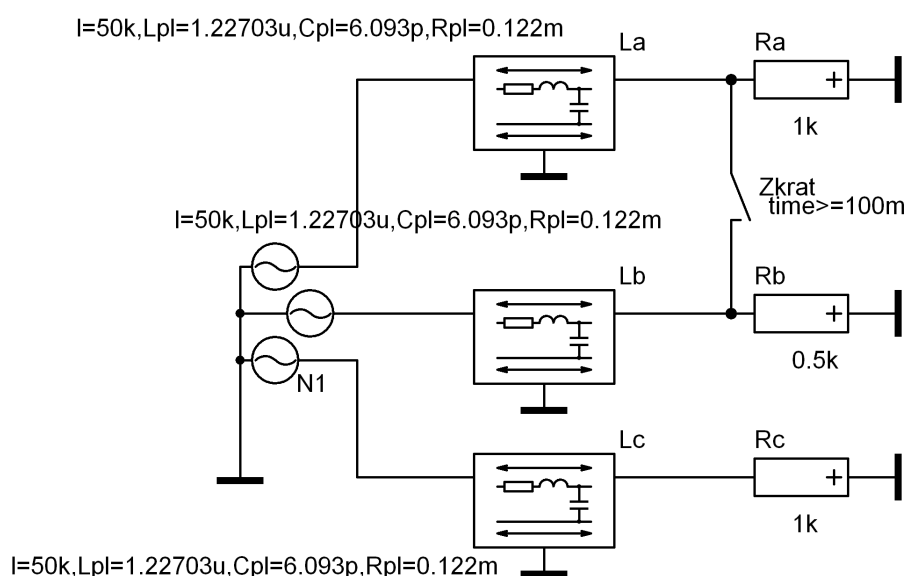 l=50k,Lpl=1.22703u,Cpl=6.093p,Rpl=0.122m
La
Ra
1k
Zkrat
time>=100m
l=50k,Lpl=1.22703u,Cpl=6.093p,Rpl=0.122m
Lb
Rb
0.5k
N1
Lc
Rc
1k
l=50k,Lpl=1.22703u,Cpl=6.093p,Rpl=0.122m